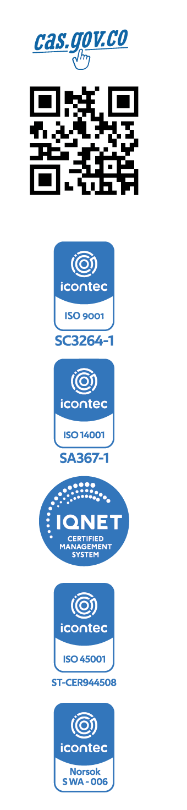 cas.gov.co
icontec
ISO 9001
SC3264-1
icontec
ISO 14001
SA367-1
IQNET
CERTIFIED
MANAGEMENT
SYSTEM
icontec
ISO 45001
ST-CER944508
icontec
Norsok
S WA - 006